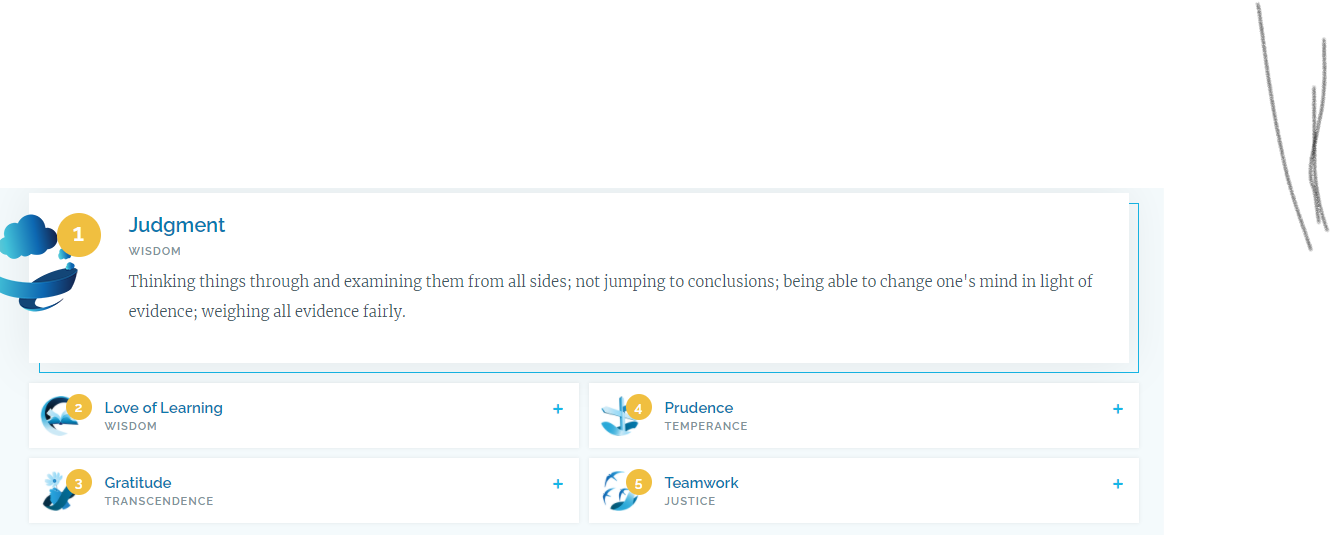 1
Judgment
WISDOM
Thinking things through and examining them from all sides; not jumping to conclusions; being able to change one's mind in light of
evidence; weighing all evidence fairly.
2
Love of Learning
WISDOM
+
3
Gratitude
TRANSCENDENCE
+
4
Prudence
TEMPERANCE
+
5
Teamwork
JUSTICE
+